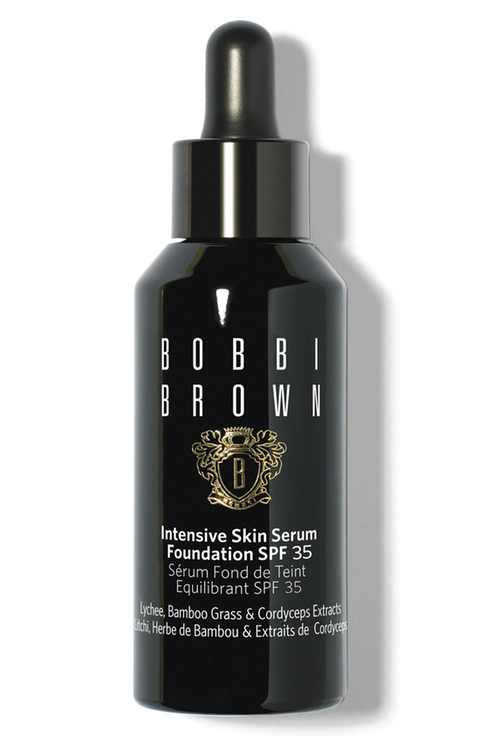 BOBBI
BROWN
B
Intensive Skin Serum
Foundation SPF 35
Sérum Fond de Teint
Equilibrant SPF 35
Lychee, Bamboo Grass & Cordyceps Extracts
Litchi, Herbe de Bambou & Extraits de Cordyceps